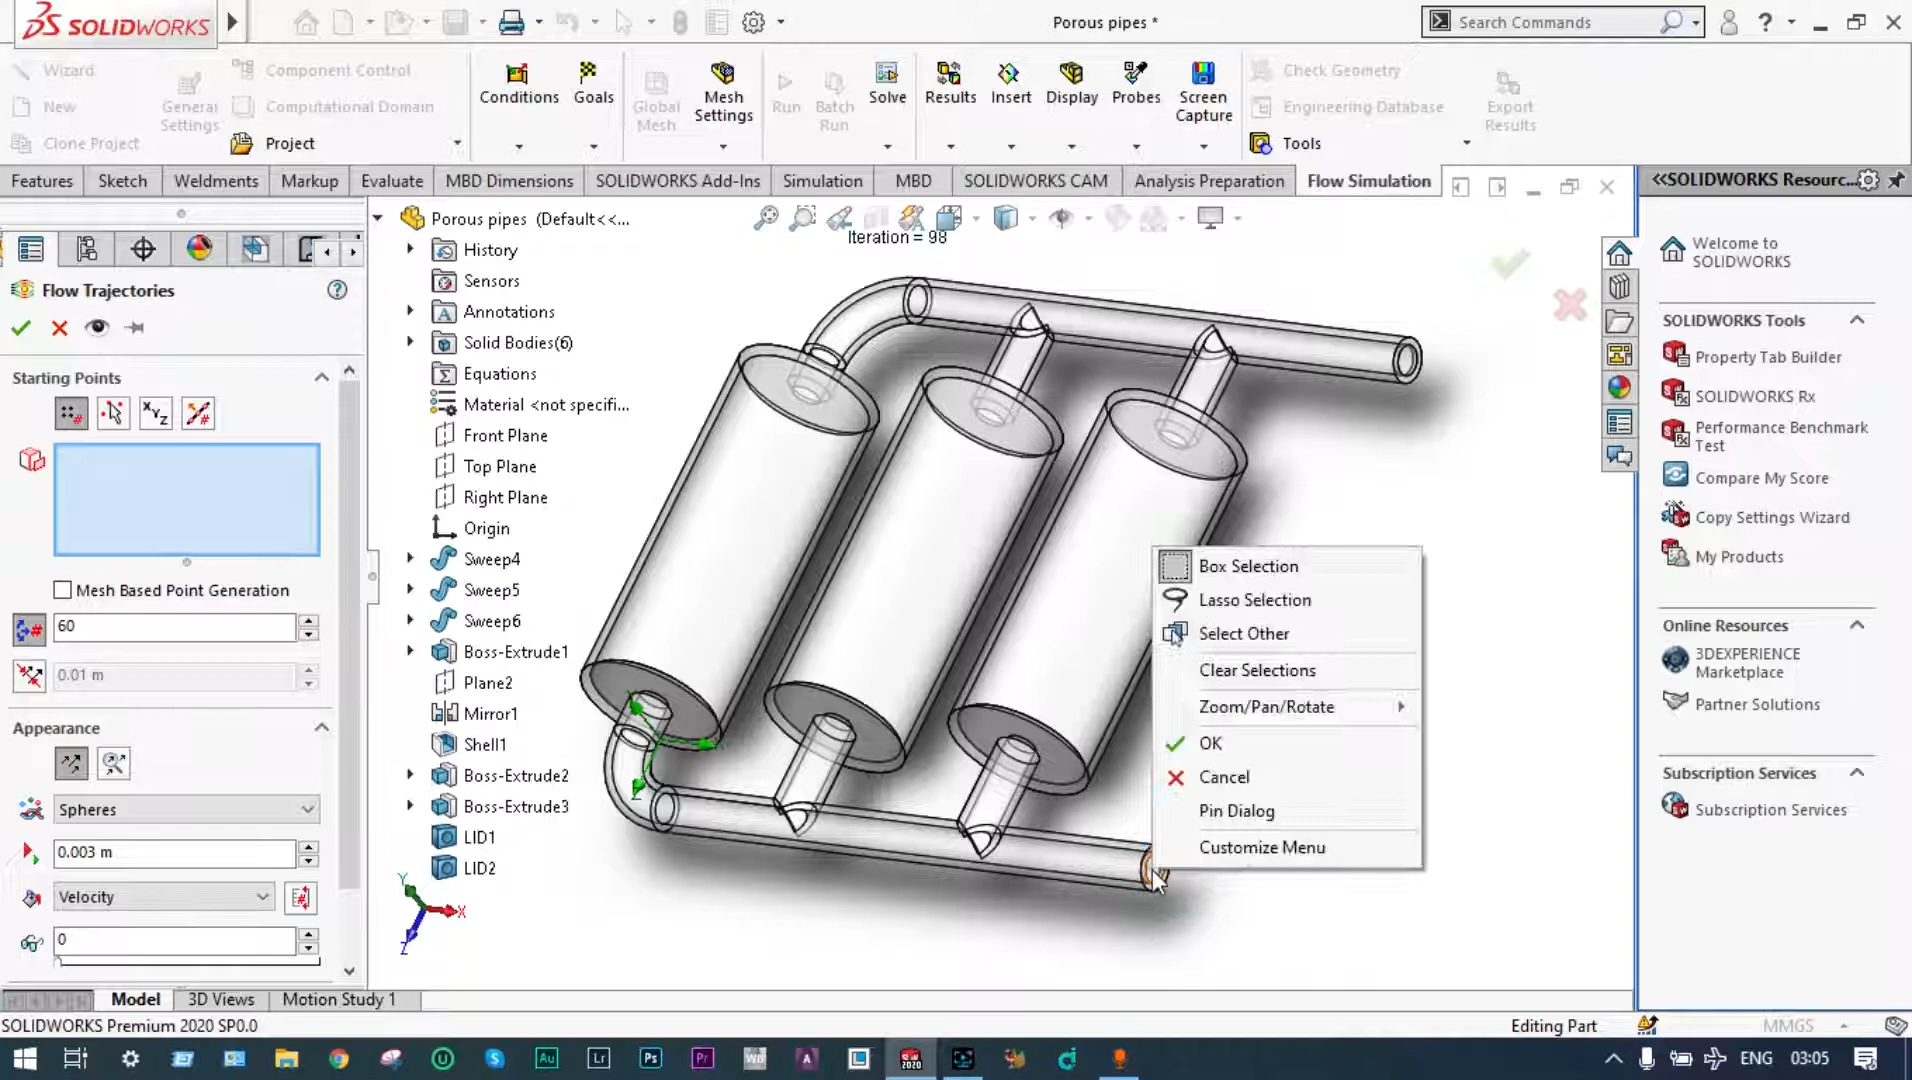 SOLIDWORKS
Porous pipes *
Search Commands
Wizard
New
Clone Project
General Settings
Component Control
Computational Domain
Project
Conditions
Goals
Global Mesh
Mesh Settings
Run
Batch Run
Solve
Results
Insert
Display
Probes
Screen Capture
Check Geometry
Engineering Database
Tools
Export Results
Features
Sketch
Weldments
Markup
Evaluate
MBD Dimensions
SOLIDWORKS Add-Ins
Simulation
MBD
SOLIDWORKS CAM
Analysis Preparation
Flow Simulation
Flow Trajectories
Starting Points
Mesh Based Point Generation
60
0.01 m
Appearance
Spheres
0.003 m
Velocity
0
Porous pipes (Default<<...
History
Sensors
Annotations
Solid Bodies(6)
Equations
Material <not specifi...
Front Plane
Top Plane
Right Plane
Origin
Sweep4
Sweep5
Sweep6
Boss-Extrude1
Plane2
Mirror1
Shell1
Boss-Extrude2
Boss-Extrude3
LID1
LID2
Iteration = 98
Y
X
Z
Z
Box Selection
Lasso Selection
Select Other
Clear Selections
Zoom/Pan/Rotate
OK
Cancel
Pin Dialog
Customize Menu
<<SOLIDWORKS Resourc...
Welcome to SOLIDWORKS
SOLIDWORKS Tools
Property Tab Builder
SOLIDWORKS Rx
Performance Benchmark Test
Compare My Score
Copy Settings Wizard
My Products
Online Resources
3DEXPERIENCE Marketplace
Partner Solutions
Subscription Services
Subscription Services
Model
3D Views
Motion Study 1
SOLIDWORKS Premium 2020 SP0.0
Editing Part
MMGS
ENG
03:05